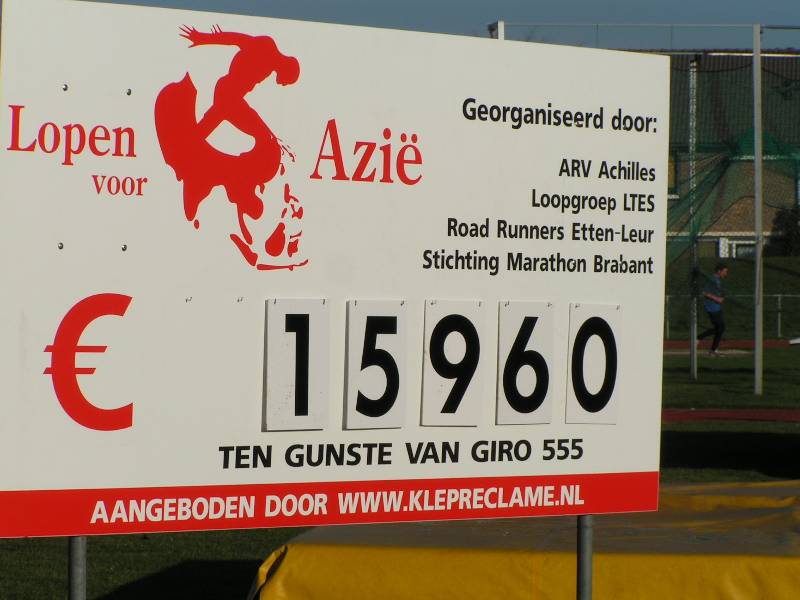 Lopen
voor
Azië
Georganiseerd door:
ARV Achilles
Loopgroep LTES
Road Runners Etten-Leur
Stichting Marathon Brabant
€ 15960
TEN GUNSTE VAN GIRO 555
AANGEBODEN DOOR WWW.KLEPRECLAME.NL